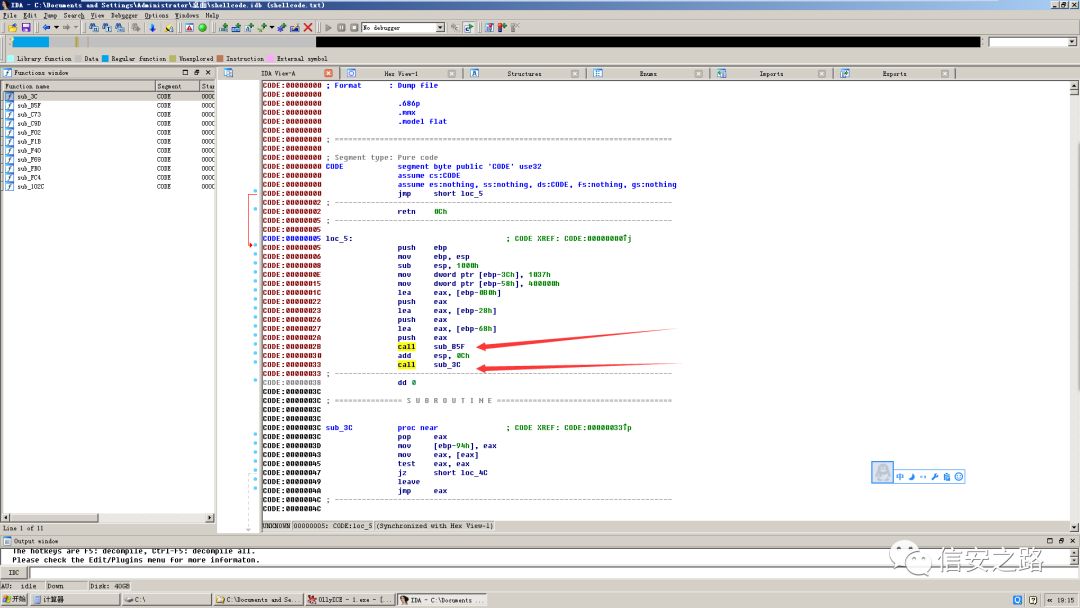 IDA - C:\Documents and Settings\Administrator\桌面\shellcode.idb (shellcode.txt)
File Edit Jump Search View Debugger Options Windows Help
No debugger
Library function Data Regular function Unexplored Instruction External symbol
Functions window
IDA View-A Hex View-1 Structures Enums Imports Exports
Function name Segment Star
sub_3C CODE 0000
sub_B5F CODE 0000
sub_C73 CODE 0000
sub_C9D CODE 0000
sub_F02 CODE 0000
sub_F1B CODE 0000
sub_F40 CODE 0000
sub_F69 CODE 0000
sub_FB0 CODE 0000
sub_FC4 CODE 0000
sub_102C CODE 0000
Line 1 of 11
CODE:00000000 ; Format : Dump file
CODE:00000000
CODE:00000000 .686p
CODE:00000000 .mmx
CODE:00000000 .model flat
CODE:00000000
CODE:00000000 ; ===========================================================================
CODE:00000000
CODE:00000000 ; Segment type: Pure code
CODE:00000000 CODE segment byte public 'CODE' use32
CODE:00000000 assume cs:CODE
CODE:00000000 assume es:nothing, ss:nothing, ds:CODE, fs:nothing, gs:nothing
CODE:00000000 jmp short loc_5
CODE:00000002 ; ---------------------------------------------------------------------------
CODE:00000002 retn 0Ch
CODE:00000005 ; ---------------------------------------------------------------------------
CODE:00000005
CODE:00000005 loc_5: ; CODE XREF: CODE:00000000↑j
CODE:00000005 push ebp
CODE:00000006 mov ebp, esp
CODE:00000008 sub esp, 1000h
CODE:0000000E mov dword ptr [ebp-3Ch], 1037h
CODE:00000015 mov dword ptr [ebp-58h], 400000h
CODE:0000001C lea eax, [ebp-0B0h]
CODE:00000022 push eax
CODE:00000023 lea eax, [ebp-28h]
CODE:00000026 push eax
CODE:00000027 lea eax, [ebp-68h]
CODE:0000002A push eax
CODE:0000002B call sub_B5F
CODE:00000030 add esp, 0Ch
CODE:00000033 call sub_3C
CODE:00000033 ; ---------------------------------------------------------------------------
CODE:00000038 dd 0
CODE:0000003C
CODE:0000003C ; =============== S U B R O U T I N E =======================================
CODE:0000003C
CODE:0000003C
CODE:0000003C sub_3C proc near ; CODE XREF: CODE:00000033↑p
CODE:0000003C pop eax
CODE:0000003D mov [ebp-94h], eax
CODE:00000043 mov eax, [eax]
CODE:00000045 test eax, eax
CODE:00000047 jz short loc_4C
CODE:00000049 leave
CODE:0000004A jmp eax
CODE:0000004C ; ---------------------------------------------------------------------------
CODE:0000004C
UNKNOWN 00000005: CODE:loc_5 (Synchronized with Hex View-1)
中
Output window
The hotkeys are F5: decompile, Ctrl-F5: decompile all.
Please check the Edit/Plugins menu for more informaton.
IDC
AU: idle Down Disk: 40GB
信安之路
开始 计算器 C:\ C:\Documents and Se... OllyICE - 1.exe - [... IDA - C:\Documents ... 19:15